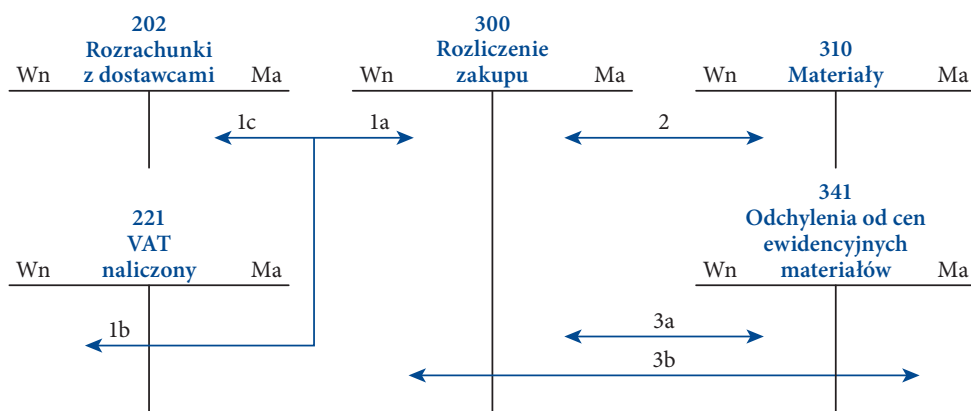 202
Rozrachunki
z dostawcami
Wn Ma
300
Rozliczenie
zakupu
Wn Ma
310
Materiały
Wn Ma
1c 1a 2
221
VAT
naliczony
Wn Ma
341
Odchylenia od cen
ewidencyjnych
materiałów
Wn Ma
1b 3a
3b